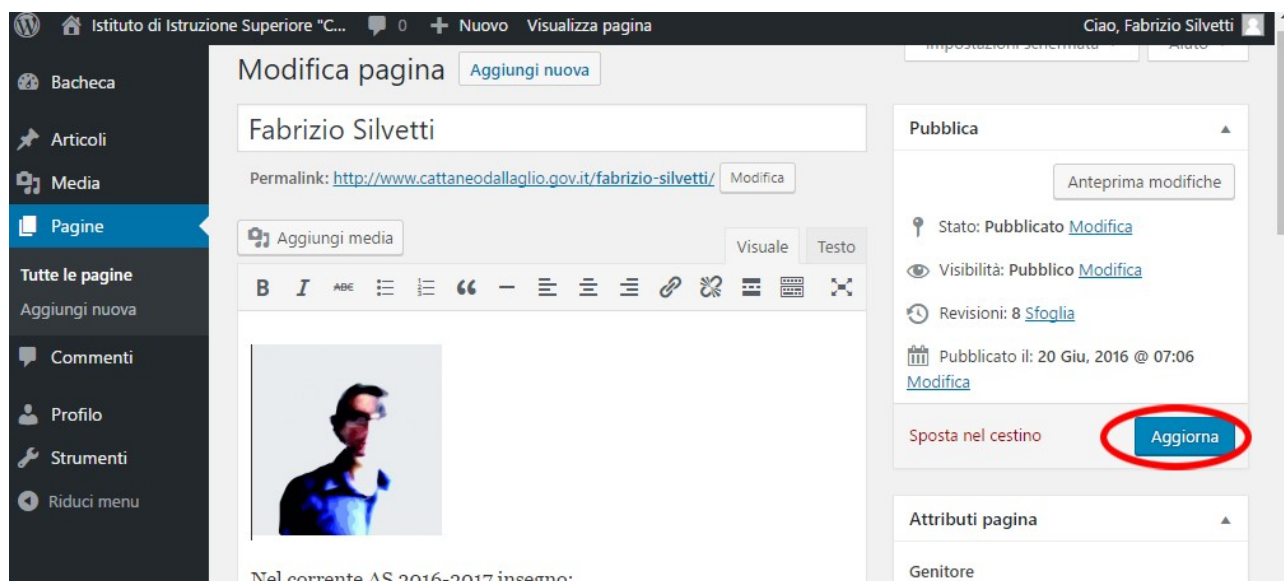 Istituto di Istruzione Superiore "C... 0 + Nuovo Visualizza pagina Ciao, Fabrizio Silvetti
Impostazioni schermata Aiuto
Bacheca
Articoli
Media
Pagine
Tutte le pagine
Aggiungi nuova
Commenti
Profilo
Strumenti
Riduci menu
Modifica pagina Aggiungi nuova
Fabrizio Silvetti
Permalink: http://www.cattaneodallaglio.gov.it/fabrizio-silvetti/ Modifica
Aggiungi media
Visuale Testo
B I ABC
Nel corrente AS 2016-2017 insegno:
Pubblica
Anteprima modifiche
Stato: Pubblicato Modifica
Visibilità: Pubblico Modifica
Revisioni: 8 Sfoglia
Pubblicato il: 20 Giu, 2016 @ 07:06
Modifica
Sposta nel cestino Aggiorna
Attributi pagina
Genitore